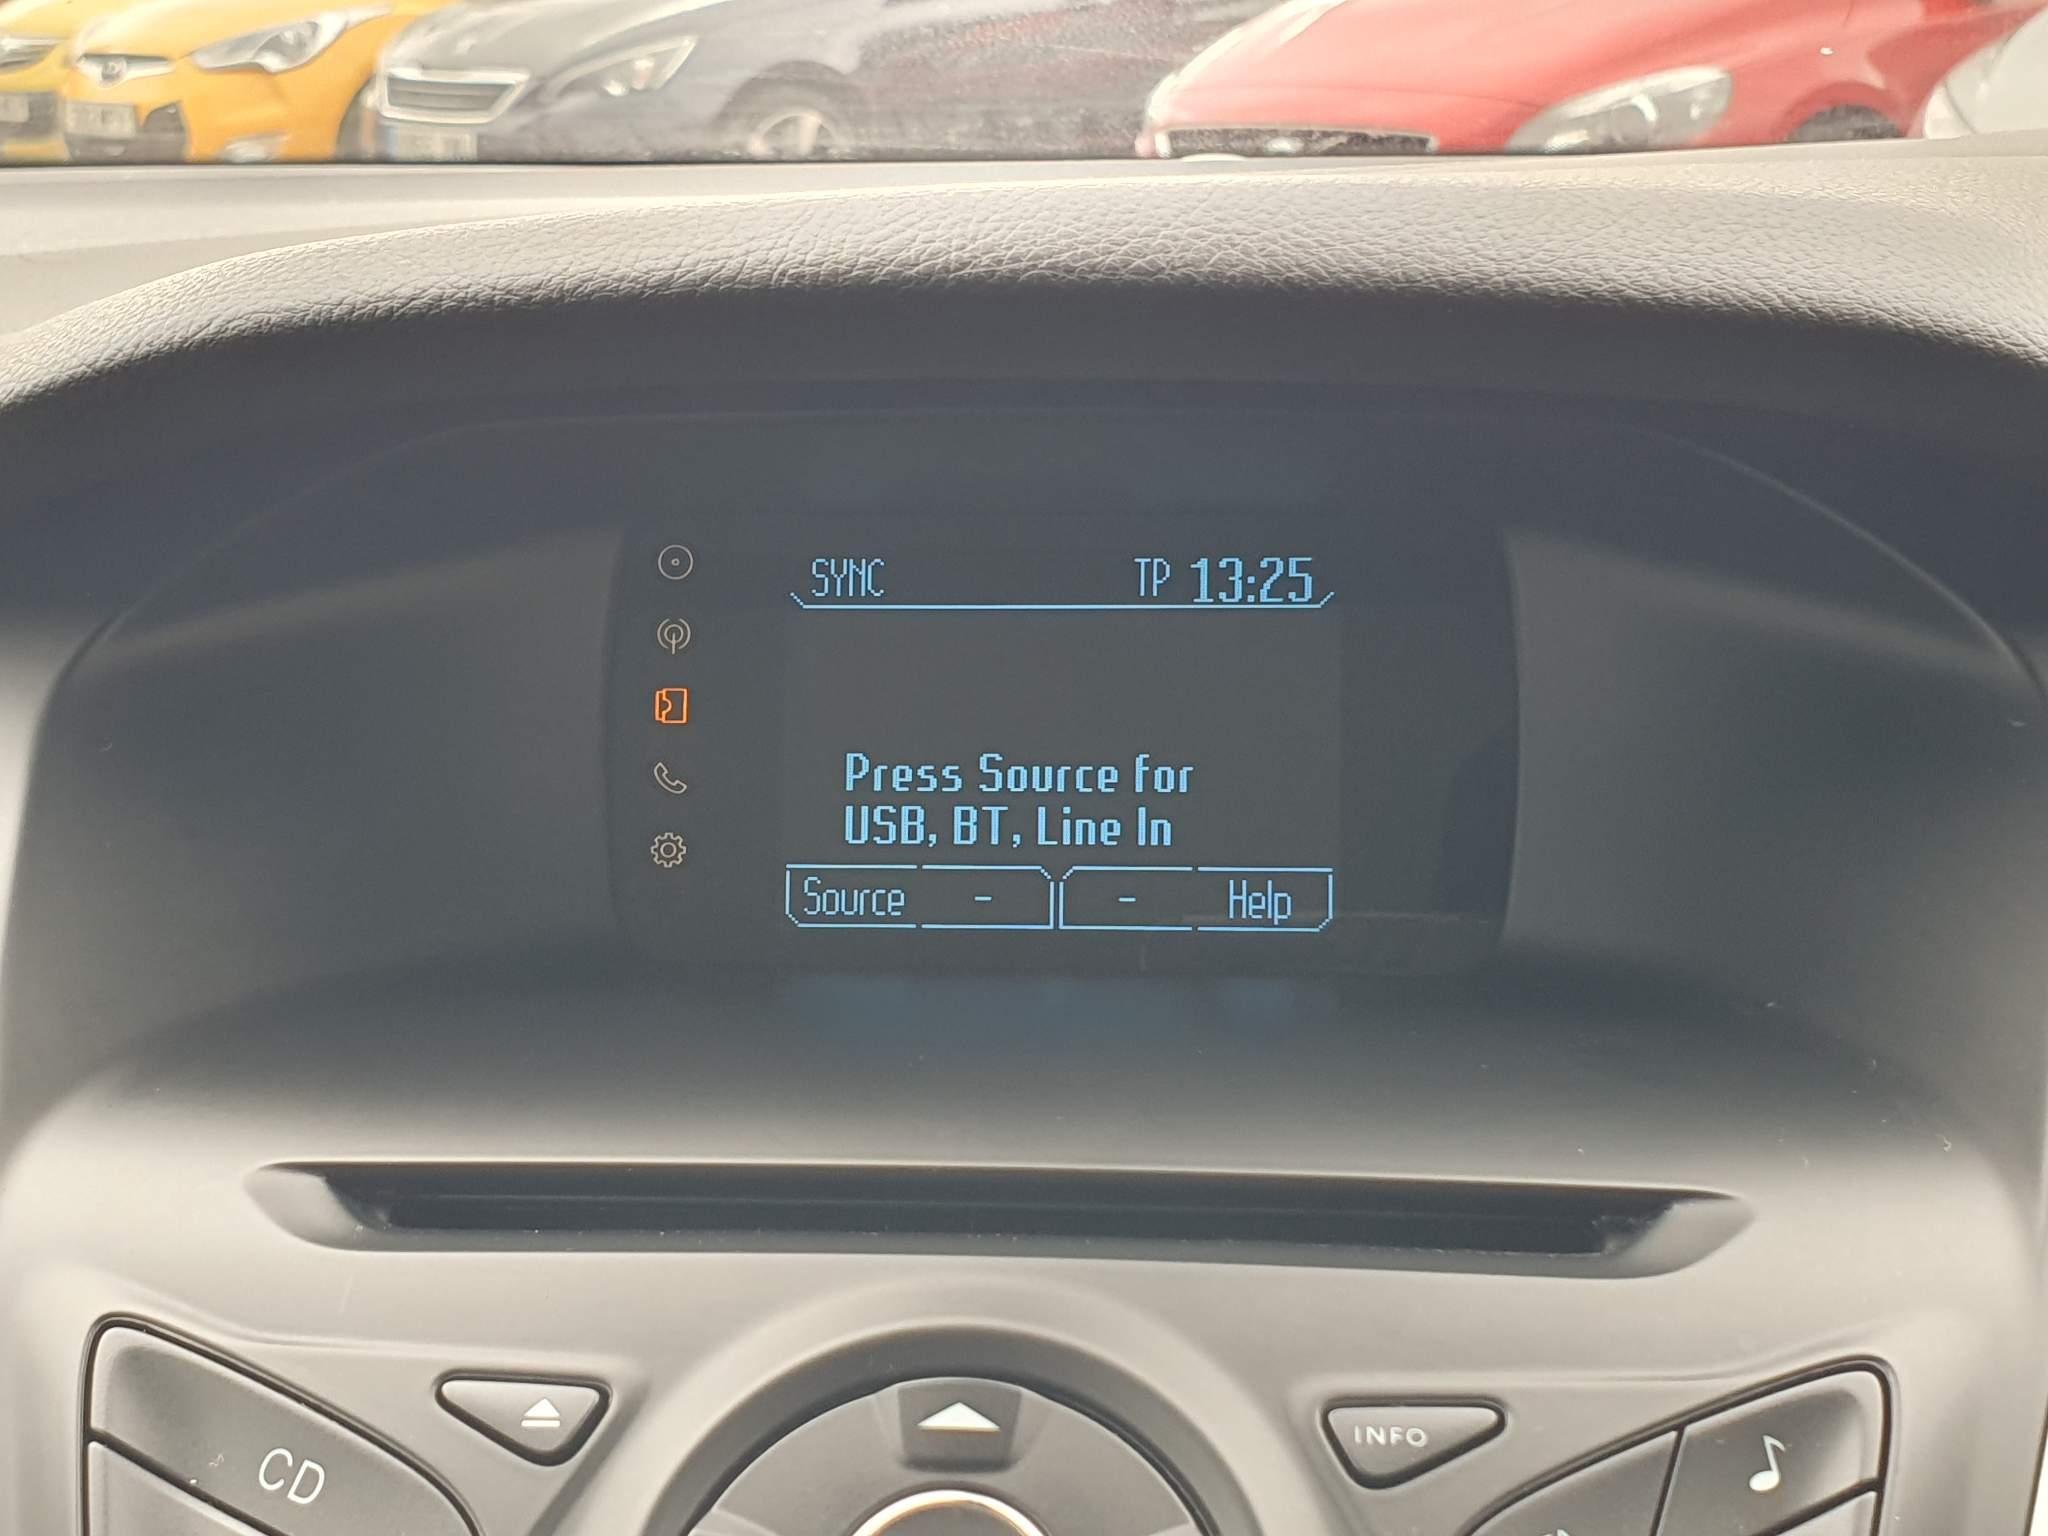 SYNC TP 13:25
Press Source for
USB, BT, Line In
Source - - Help
CD
INFO